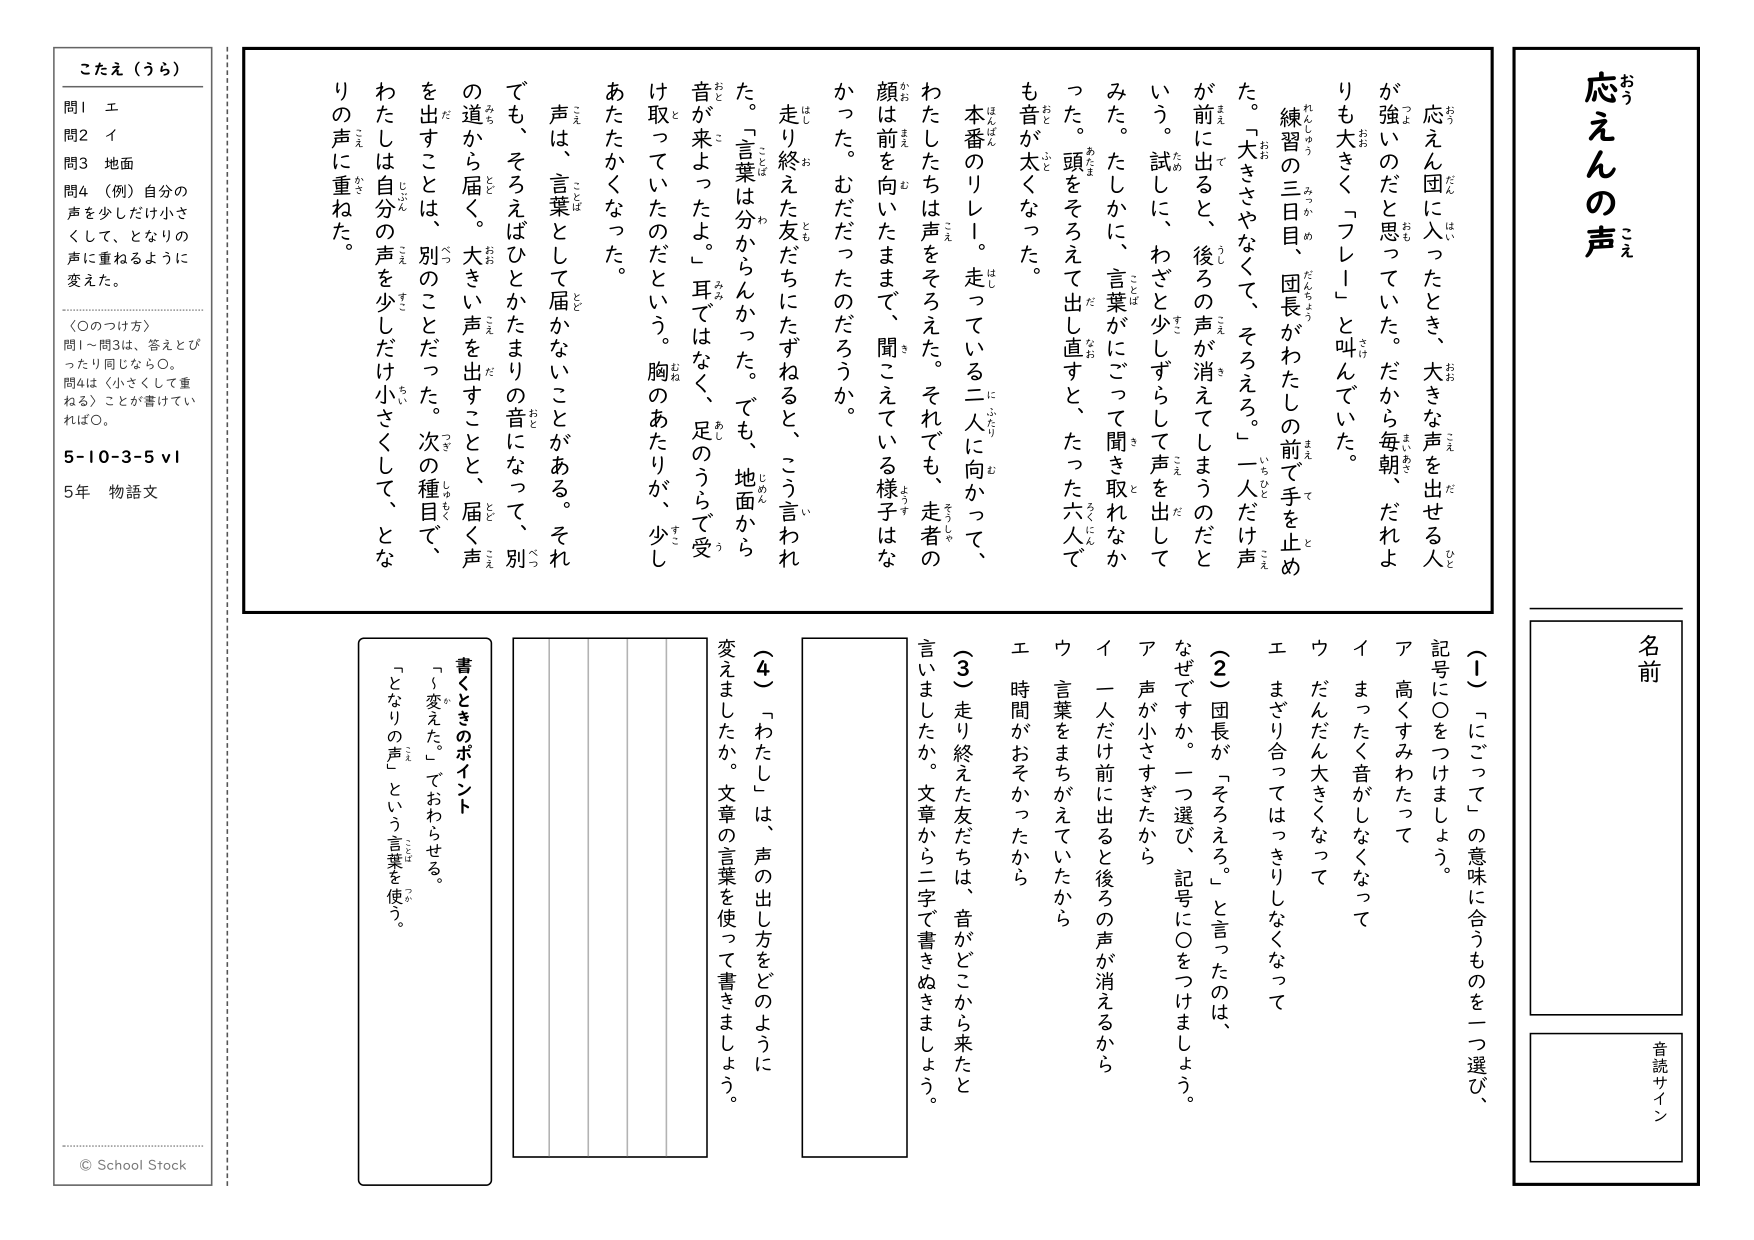 応えんの声
名前
音読サイン
応えん団に入ったとき、大きな声を出せる人
が強いのだと思っていた。だから毎朝、だれよ
りも大きく「フレー」と叫んでいた。
練習の三日目、団長がわたしの前で手を止め
た。「大きさやなくて、そろえろ。」一人だけ声
が前に出ると、後ろの声が消えてしまうのだと
いう。試しに、わざと少しずらして声を出して
みた。たしかに、言葉がにごって聞き取れなか
った。頭をそろえて出し直すと、たった六人で
も音が太くなった。
本番のリレー。走っている二人に向かって、
わたしたちは声をそろえた。それでも、走者の
顔は前を向いたままで、聞こえている様子はな
かった。むだだったのだろうか。
走り終えた友だちにたずねると、こう言われ
た。「言葉は分からんかった。でも、地面から
音が来よったよ。」耳ではなく、足のうらで受
け取っていたのだという。胸のあたりが、少し
あたたかくなった。
声は、言葉として届かないことがある。それ
でも、そろえばひとかたまりの音になって、別
の道から届く。大きい声を出すことと、届く声
を出すことは、別のことだった。次の種目で、
わたしは自分の声を少しだけ小さくして、とな
りの声に重ねた。
(1)「にごって」の意味に合うものを一つ選び、
記号に○をつけましょう。
ア 高くすみわたって
イ まったく音がしなくなって
ウ だんだん大きくなって
エ まざり合ってはっきりしなくなって
(2)団長が「そろえろ。」と言ったのは、
なぜですか。一つ選び、記号に○をつけましょう。
ア 声が小さすぎたから
イ 一人だけ前に出ると後ろの声が消えるから
ウ 言葉をまちがえていたから
エ 時間がおそかったから
(3)走り終えた友だちは、音がどこから来たと
言いましたか。文章から二字で書きぬきましょう。
(4)「わたし」は、声の出し方をどのように
変えましたか。文章の言葉を使って書きましょう。
書くときのポイント
「〜変えた。」でおわらせる。
「となりの声」という言葉を使う。
こたえ（うら）
問1 エ
問2 イ
問3 地面
問4 （例）自分の
声を少しだけ小さ
くして、となりの
声に重ねるように
変えた。
〈○のつけ方〉
問1〜問3は、答えとぴ
ったり同じなら○。
問4は〈小さくして重
ねる〉ことが書けてい
れば○。
5-10-3-5 v1
5年 物語文
© School Stock